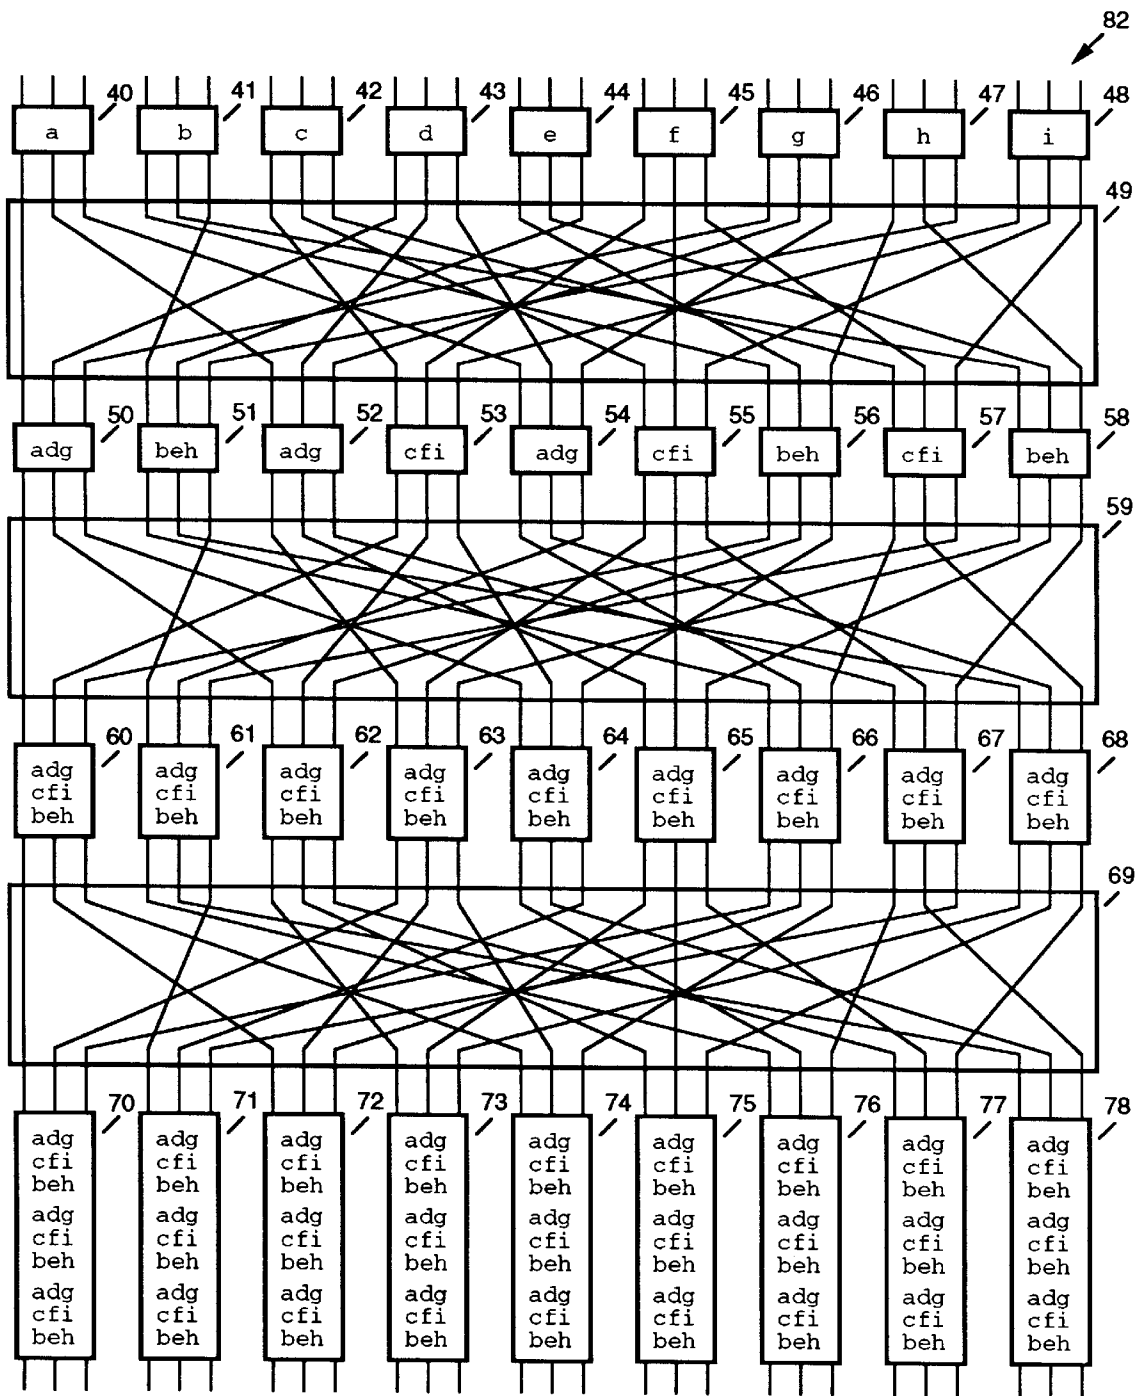 82
40 41 42 43 44 45 46 47 48
a b c d e f g h i
49
50 51 52 53 54 55 56 57 58
adg beh adg cfi adg cfi beh cfi beh
59
60 61 62 63 64 65 66 67 68
adg adg adg adg adg adg adg adg adg
cfi cfi cfi cfi cfi cfi cfi cfi cfi
beh beh beh beh beh beh beh beh beh
69
70 71 72 73 74 75 76 77 78
adg adg adg adg adg adg adg adg adg
cfi cfi cfi cfi cfi cfi cfi cfi cfi
beh beh beh beh beh beh beh beh beh
adg adg adg adg adg adg adg adg adg
cfi cfi cfi cfi cfi cfi cfi cfi cfi
beh beh beh beh beh beh beh beh beh
adg adg adg adg adg adg adg adg adg
cfi cfi cfi cfi cfi cfi cfi cfi cfi
beh beh beh beh beh beh beh beh beh